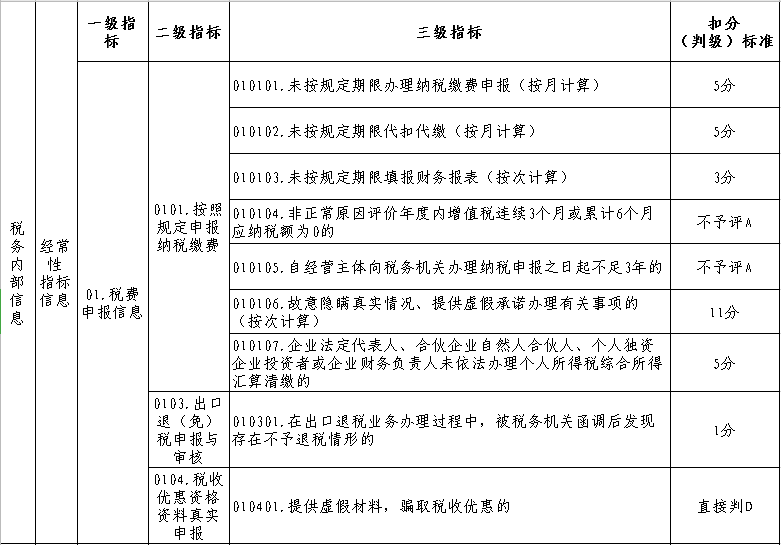 一级指
标
二级指标
三级指标
扣分
（判级）标准
税
务
内
部
信
息
经常
性
指标
信息
01.税费
申报信息
0101.按照
规定申报
纳税缴费
010101.未按规定期限办理纳税缴费申报（按月计算）
5分
010102.未按规定期限代扣代缴（按月计算）
5分
010103.未按规定期限填报财务报表（按次计算）
3分
010104.非正常原因评价年度内增值税连续3个月或累计6个月
应纳税额为0的
不予评A
010105.自经营主体向税务机关办理纳税申报之日起不足3年的
不予评A
010106.故意隐瞒真实情况、提供虚假承诺办理有关事项的
（按次计算）
11分
010107.企业法定代表人、合伙企业自然人合伙人、个人独资
企业投资者或企业财务负责人未依法办理个人所得税综合所得
汇算清缴的
5分
0103.出口
退（免）
税申报与
审核
010301.在出口退税业务办理过程中，被税务机关函调后发现
存在不予退税情形的
1分
0104.税收
优惠资格
资料真实
申报
010401.提供虚假材料，骗取税收优惠的
直接判D